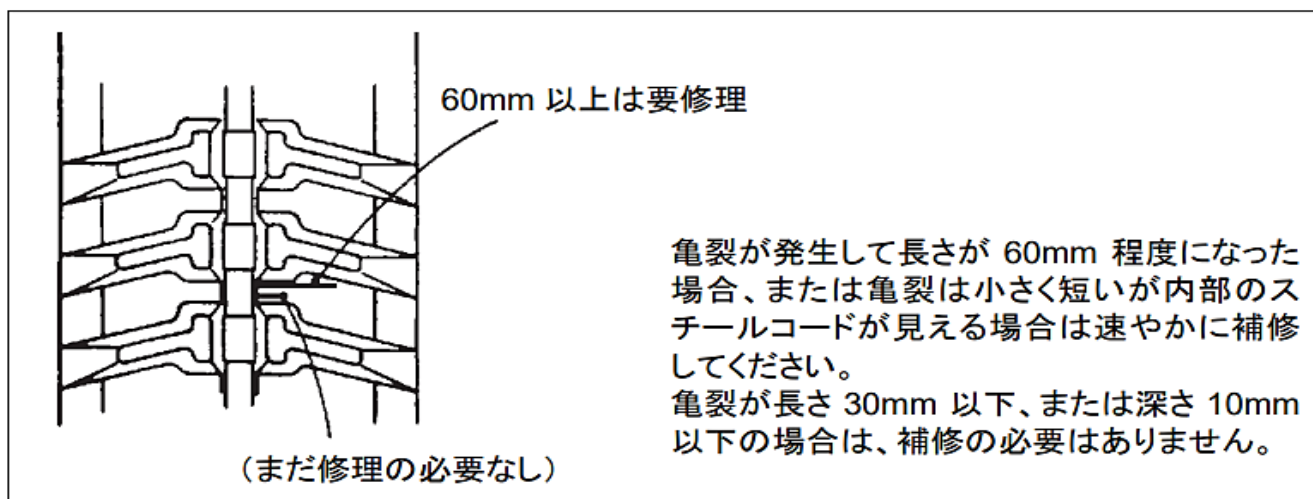 60mm 以上は要修理
亀裂が発生して長さが 60mm 程度になった
場合、または亀裂は小さく短いが内部のス
チールコードが見える場合は速やかに補修
してください。
亀裂が長さ 30mm 以下、または深さ 10mm
以下の場合は、補修の必要はありません。
（まだ修理の必要なし）